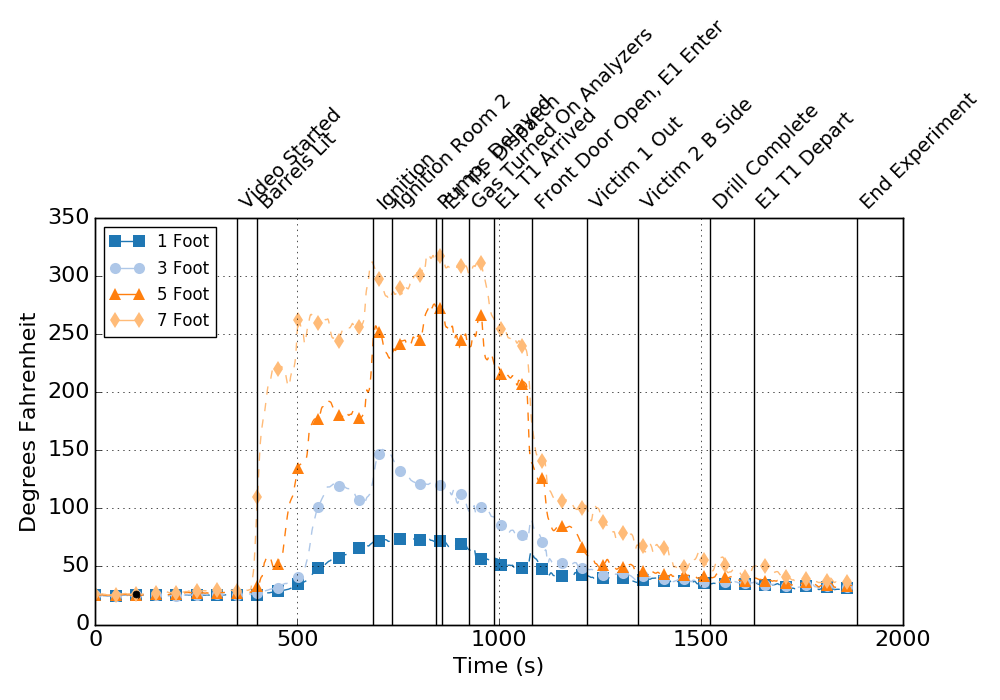 Video Started
Barrels Lit
Ignition
Ignition Room 2
Pumps Delayed
E1 T1 Dispatch
Gas Turned On Analyzers
E1 T1 Arrived
Front Door Open, E1 Enter
Victim 1 Out
Victim 2 B Side
Drill Complete
E1 T1 Depart
End Experiment
350
300
250
200
150
100
50
0
Degrees Fahrenheit
1 Foot
3 Foot
5 Foot
7 Foot
0 500 1000 1500 2000
Time (s)